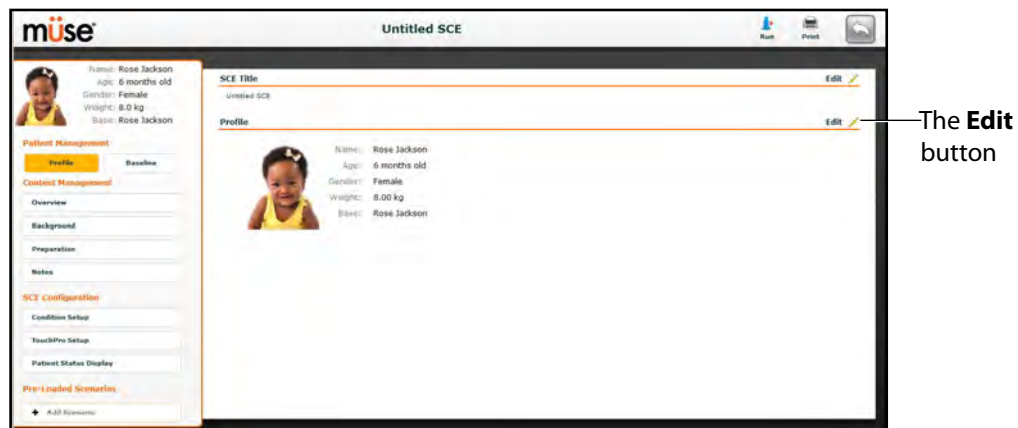 müse
Untitled SCE
Run
Print
Name: Rose Jackson
Age: 6 months old
Gender: Female
Weight: 8.0 kg
Base: Rose Jackson
Patient Management
Profile
Baseline
Content Management
Overview
Background
Preparation
Notes
SCE Configuration
Condition Setup
TouchPro Setup
Patient Status Display
Pre-Loaded Scenarios
Add Scenario
SCE Title
Edit
Untitled SCE
Profile
Edit
Name: Rose Jackson
Age: 6 months old
Gender: Female
Weight: 8.00 kg
Base: Rose Jackson
The Edit
button